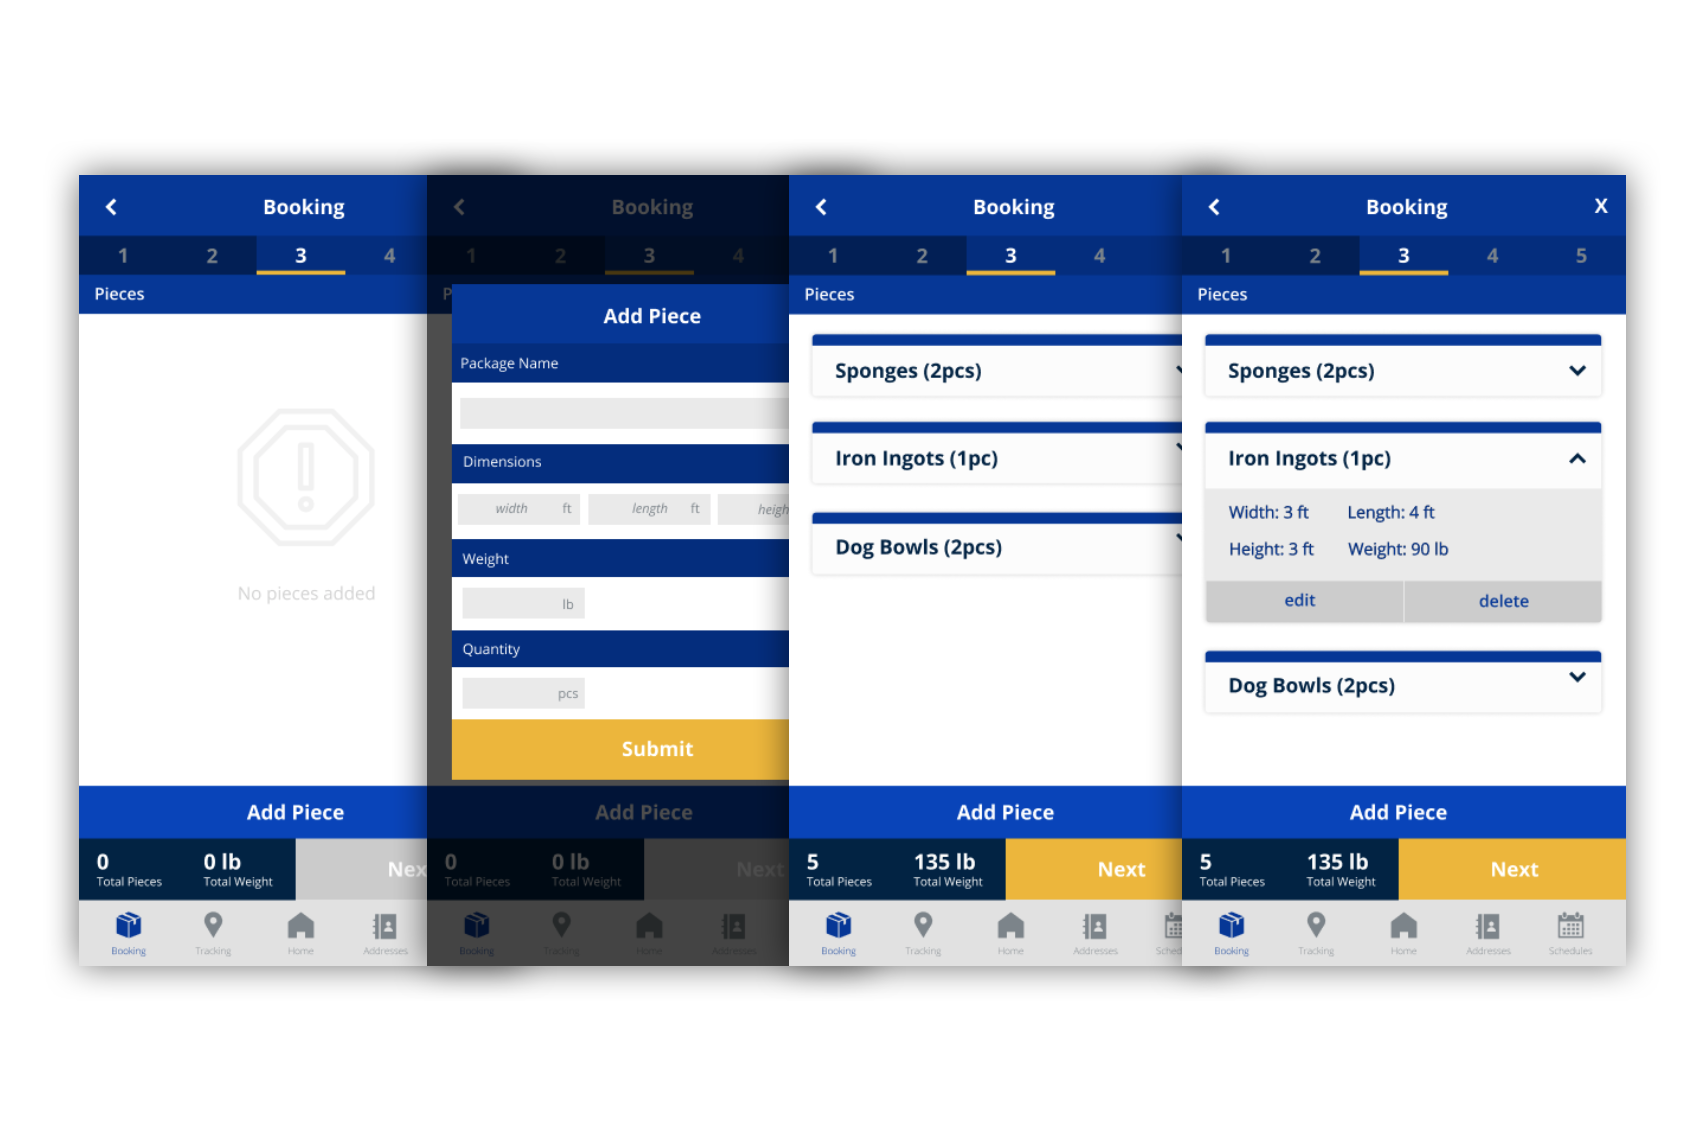 Booking
1 2 3 4
Pieces
No pieces added
Add Piece
0 0 lb
Total Pieces Total Weight
Nex
Booking Tracking Home Addresses
Booking
1 2 3 4
P
Add Piece
Package Name
Dimensions
width ft length ft heigh
Weight
lb
Quantity
pcs
Submit
Add Piece
0 0 lb
Total Pieces Total Weight
Next
Booking Tracking Home Addresses
Booking
1 2 3 4
Pieces
Sponges (2pcs)
Iron Ingots (1pc)
Dog Bowls (2pcs)
Add Piece
5 135 lb
Total Pieces Total Weight
Next
Booking Tracking Home Addresses Sched
Booking X
1 2 3 4 5
Pieces
Sponges (2pcs)
Iron Ingots (1pc)
Width: 3 ft Length: 4 ft
Height: 3 ft Weight: 90 lb
edit delete
Dog Bowls (2pcs)
Add Piece
5 135 lb
Total Pieces Total Weight
Next
Booking Tracking Home Addresses Schedules